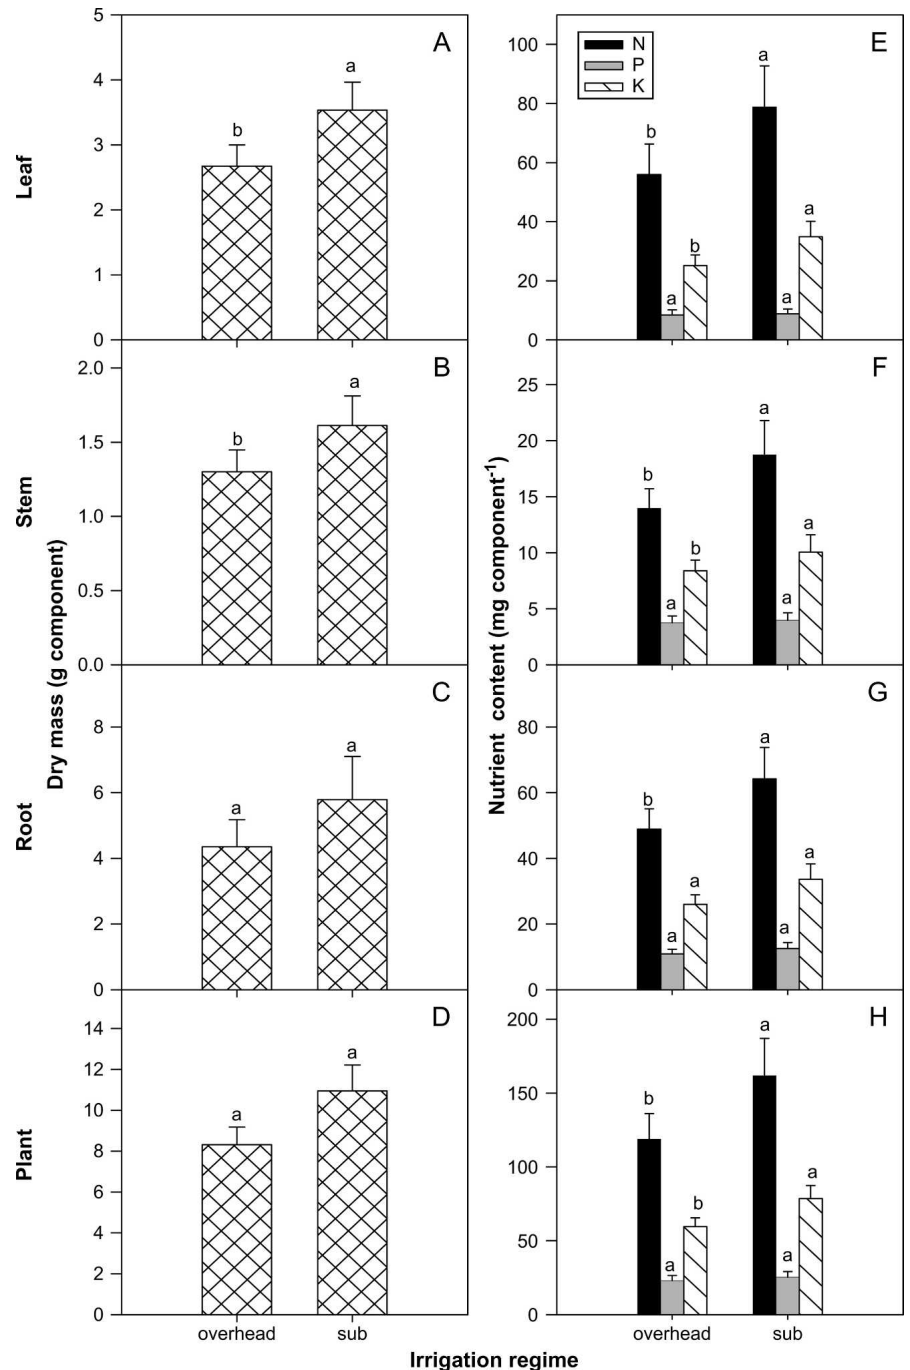 5
4
3
2
1
0
Leaf
A
b
a
100
80
60
40
20
0
N
P
K
E
b
a
b
a
a
a
2.0
1.5
1.0
0.5
0.0
Stem
B
b
a
25
20
15
10
5
0
F
b
a
b
a
a
a
Dry mass (g component)
Nutrient content (mg component⁻¹)
8
6
4
2
0
Root
C
a
a
80
60
40
20
0
G
b
a
a
a
a
a
14
12
10
8
6
4
2
0
Plant
D
a
a
overhead
sub
200
150
100
50
0
H
b
a
b
a
a
a
overhead
sub
Irrigation regime